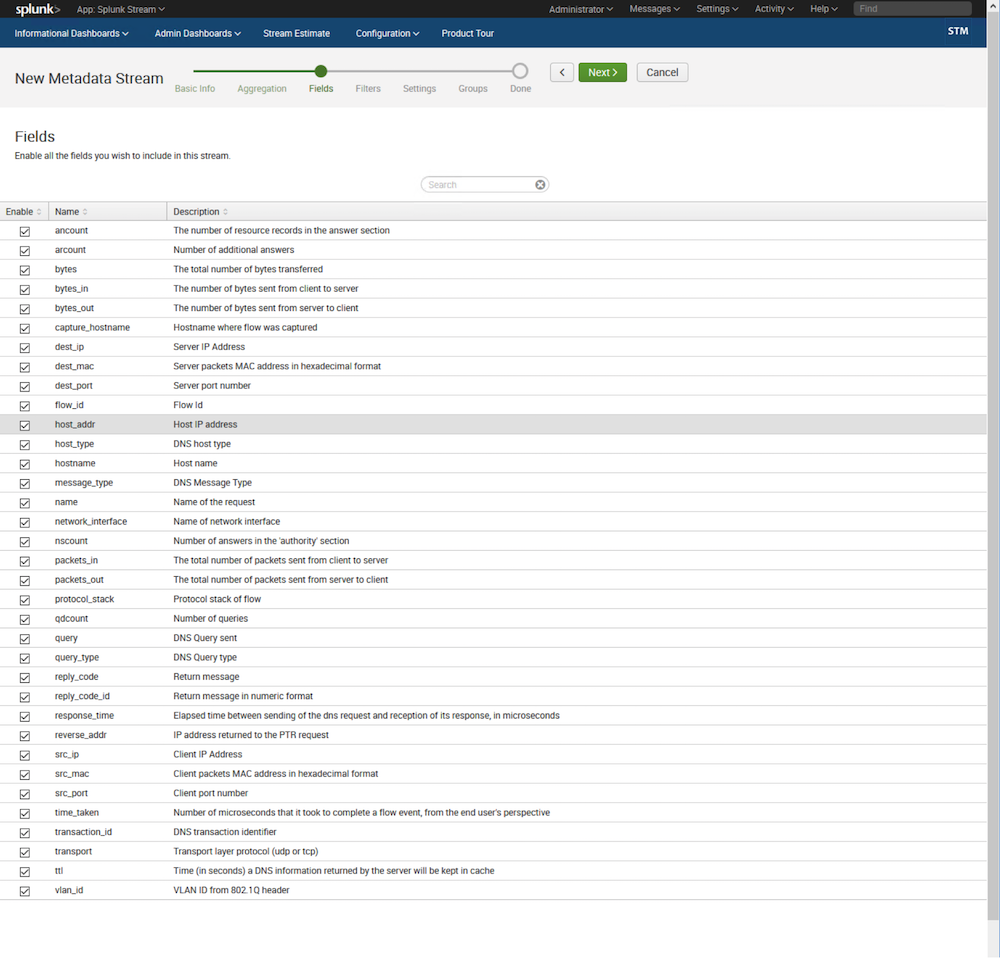 splunk> App: Splunk Stream Administrator Messages Settings Activity Help Find
Informational Dashboards Admin Dashboards Stream Estimate Configuration Product Tour STM
New Metadata Stream
Basic Info Aggregation Fields Filters Settings Groups Done
< Next > Cancel
Fields
Enable all the fields you wish to include in this stream.
Search
Enable Name Description
ancount The number of resource records in the answer section
arcount Number of additional answers
bytes The total number of bytes transferred
bytes_in The number of bytes sent from client to server
bytes_out The number of bytes sent from server to client
capture_hostname Hostname where flow was captured
dest_ip Server IP Address
dest_mac Server packets MAC address in hexadecimal format
dest_port Server port number
flow_id Flow Id
host_addr Host IP address
host_type DNS host type
hostname Host name
message_type DNS Message Type
name Name of the request
network_interface Name of network interface
nscount Number of answers in the 'authority' section
packets_in The total number of packets sent from client to server
packets_out The total number of packets sent from server to client
protocol_stack Protocol stack of flow
qdcount Number of queries
query DNS Query sent
query_type DNS Query type
reply_code Return message
reply_code_id Return message in numeric format
response_time Elapsed time between sending of the dns request and reception of its response, in microseconds
reverse_addr IP address returned to the PTR request
src_ip Client IP Address
src_mac Client packets MAC address in hexadecimal format
src_port Client port number
time_taken Number of microseconds that it took to complete a flow event, from the end user's perspective
transaction_id DNS transaction identifier
transport Transport layer protocol (udp or tcp)
ttl Time (in seconds) a DNS information returned by the server will be kept in cache
vlan_id VLAN ID from 802.1Q header